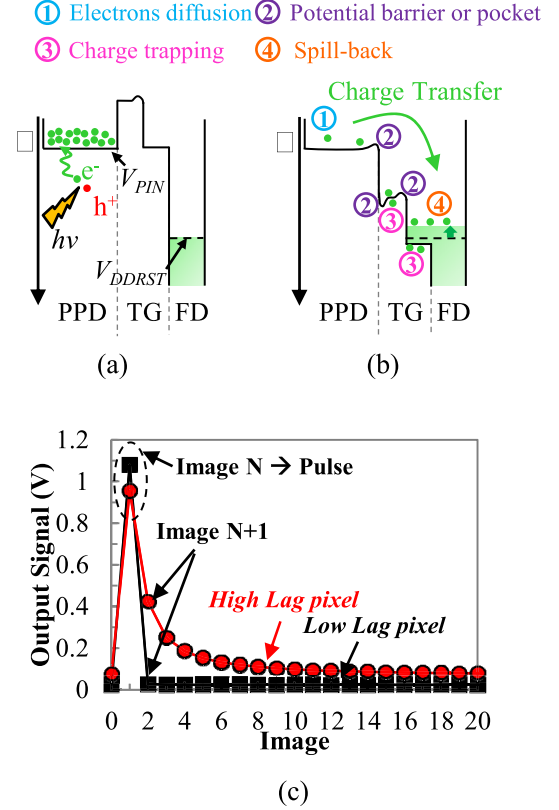 ① Electrons diffusion ② Potential barrier or pocket
③ Charge trapping ④ Spill-back
e-
h+
hν
VPIN
VDDRST
PPD TG FD
(a)
Charge Transfer
①
②
②
②
④
③
③
PPD TG FD
(b)
Output Signal (V)
1.2
1
0.8
0.6
0.4
0.2
0
Image N → Pulse
Image N+1
High Lag pixel
Low Lag pixel
0 2 4 6 8 10 12 14 16 18 20
Image
(c)